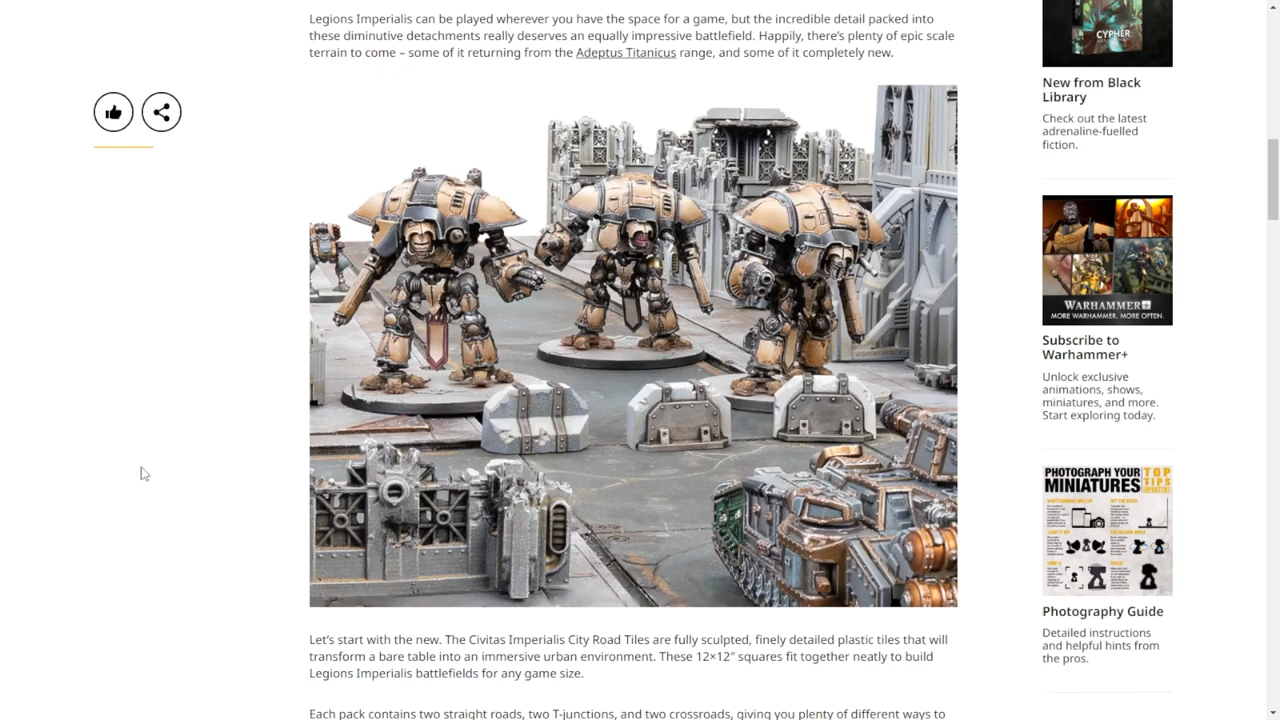 Legions Imperialis can be played wherever you have the space for a game, but the incredible detail packed into
these diminutive detachments really deserves an equally impressive battlefield. Happily, there's plenty of epic scale
terrain to come – some of it returning from the Adeptus Titanicus range, and some of it completely new.
Let's start with the new. The Civitas Imperialis City Road Tiles are fully sculpted, finely detailed plastic tiles that will
transform a bare table into an immersive urban environment. These 12×12″ squares fit together neatly to build
Legions Imperialis battlefields for any game size.
Each pack contains two straight roads, two T-junctions, and two crossroads, giving you plenty of different ways to
CYPHER
New from Black
Library
Check out the latest
adrenaline-fuelled
fiction.
WARHAMMER+
MORE WARHAMMER. MORE OFTEN.
Subscribe to
Warhammer+
Unlock exclusive
animations, shows,
miniatures, and more.
Start exploring today.
PHOTOGRAPH YOUR
MINIATURES
TOP
TIPS
Photography Guide
Detailed instructions
and helpful hints from
the pros.